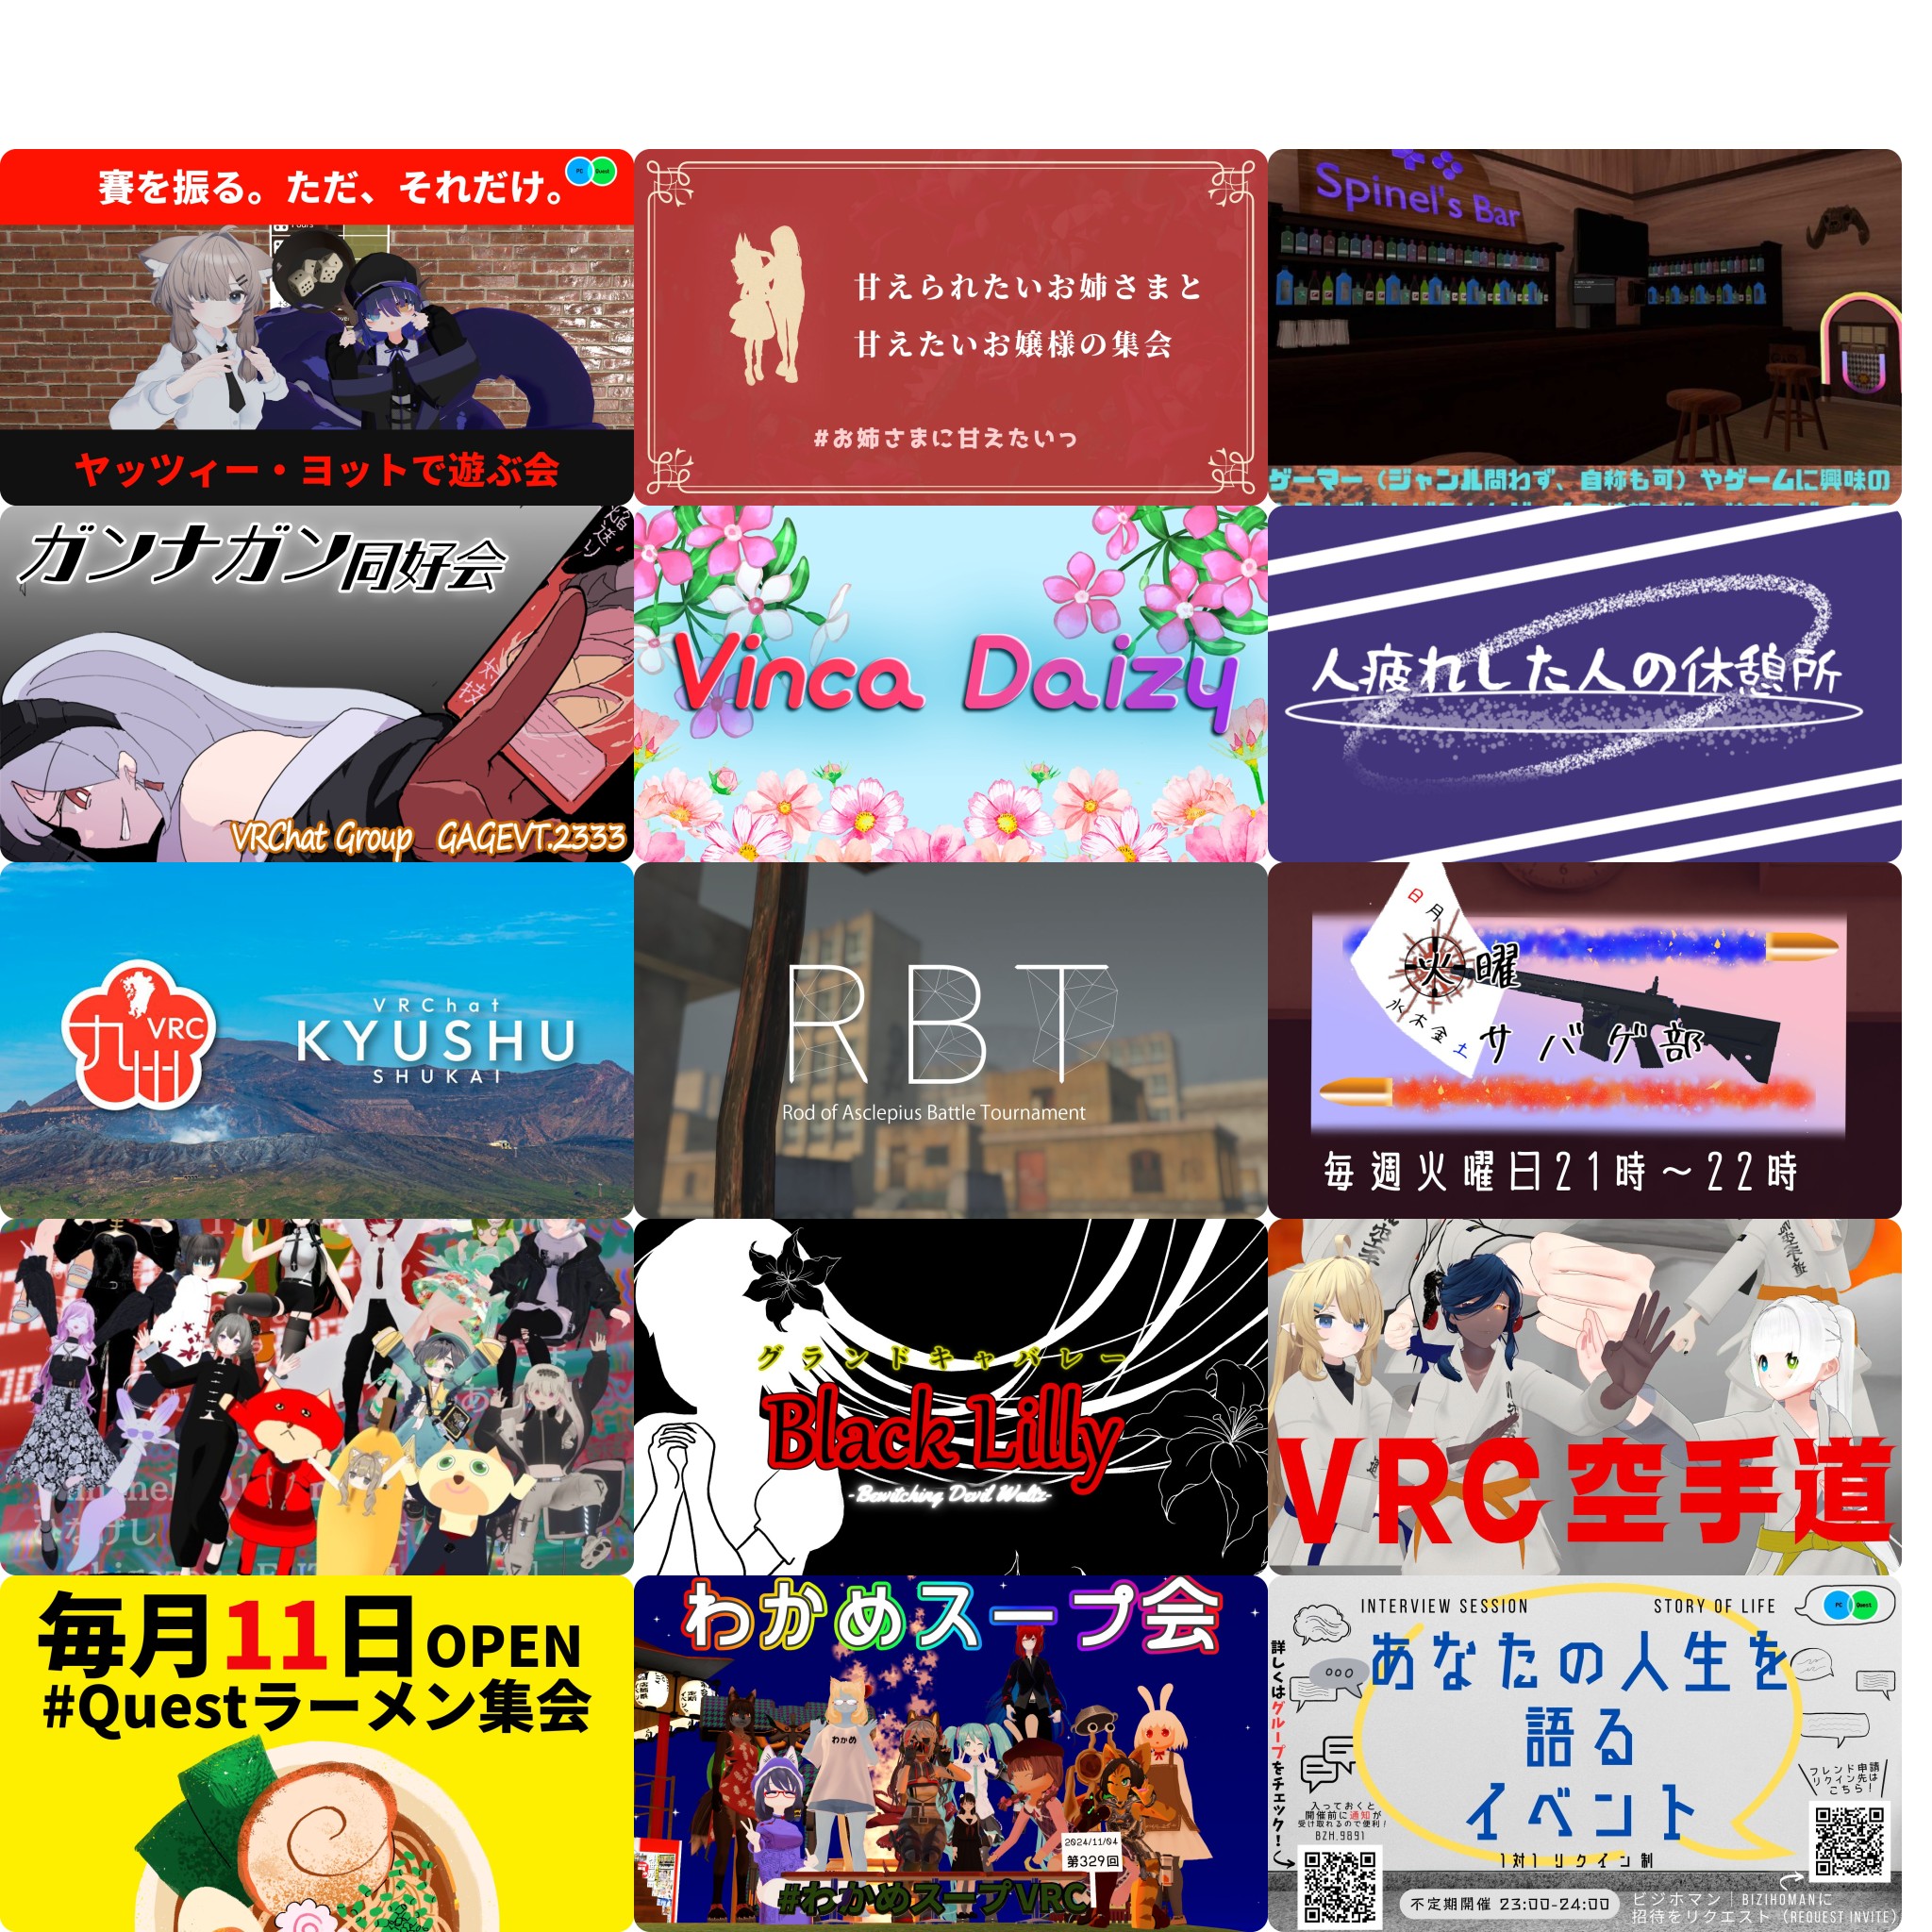 賽を振る。ただ、それだけ。
PC Quest
ヤッツィー・ヨットで遊ぶ会
甘えられたいお姉さまと
甘えたいお嬢様の集会
#お姉さまに甘えたいっ
Spinel's Bar
ゲーマー（ジャンル問わず、自称も可）やゲームに興味の
ガンナガン同好会
VRChat Group GAGEVT.2333
Vinca Daizy
人疲れした人の休憩所
九州 VRC
VRChat
KYUSHU
SHUKAI
RBT
Rod of Asclepius Battle Tournament
日 月
火曜
水 木 金 土
サバゲ部
毎週火曜日21時～22時
グランドキャバレー
Black Lilly
-Bewitching Devil Waltz-
VRC空手道
毎月11日OPEN
#Questラーメン集会
わかめスープ会
わかめ
2024/11/04
第329回
#わかめスープVRC
INTERVIEW SESSION
STORY OF LIFE
PC Quest
あなたの人生を
語る
イベント
1対1 リクイン制
詳しくはグループをチェック！
入っておくと
開催前に通知が
受け取れるので便利！
BZH.9891
フレンド申請
リクイン先は
こちら！
不定期開催 23:00-24:00
ビジホマン｜BIZIHOMANに
招待をリクエスト（REQUEST INVITE）